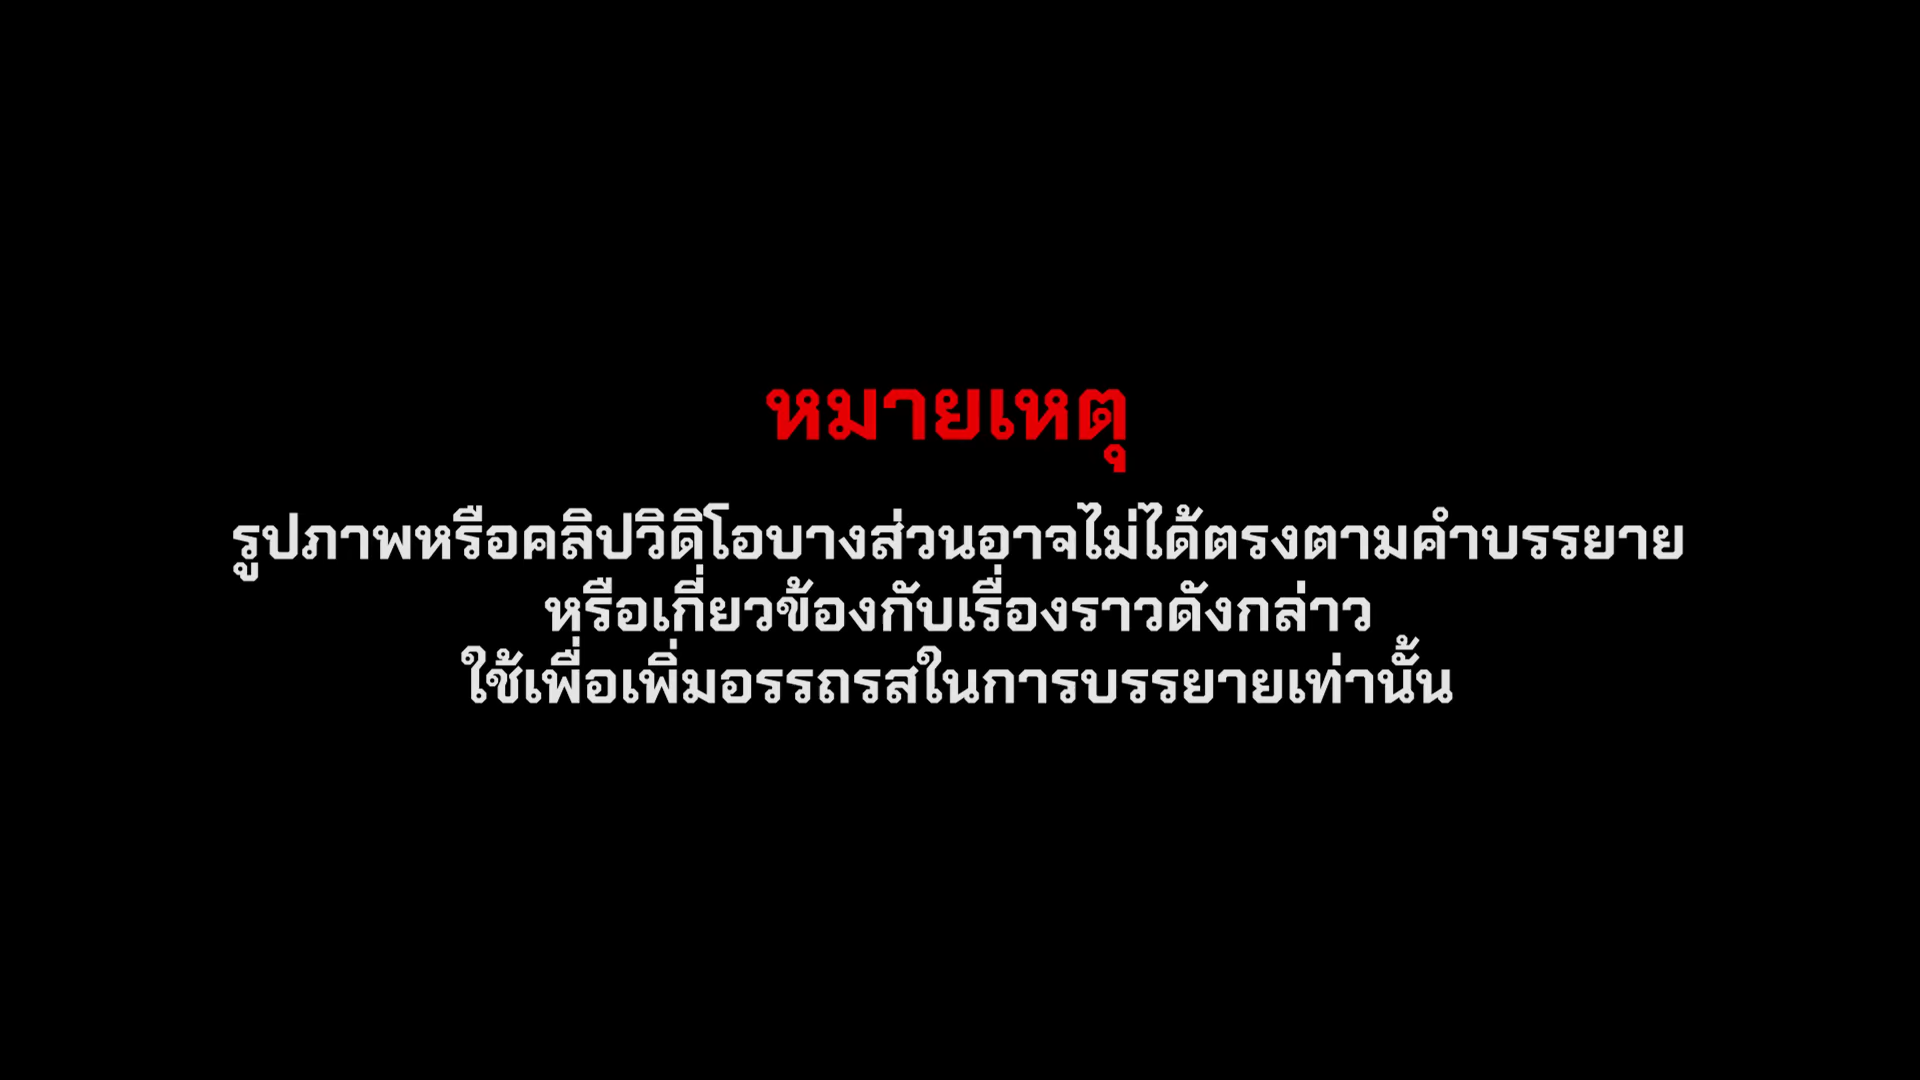 หมายเหตุ
รูปภาพหรือคลิปวิดิโอบางส่วนอาจไม่ได้ตรงตามคำบรรยาย
หรือเกี่ยวข้องกับเรื่องราวดังกล่าว
ใช้เพื่อเพิ่มอรรถรสในการบรรยายเท่านั้น